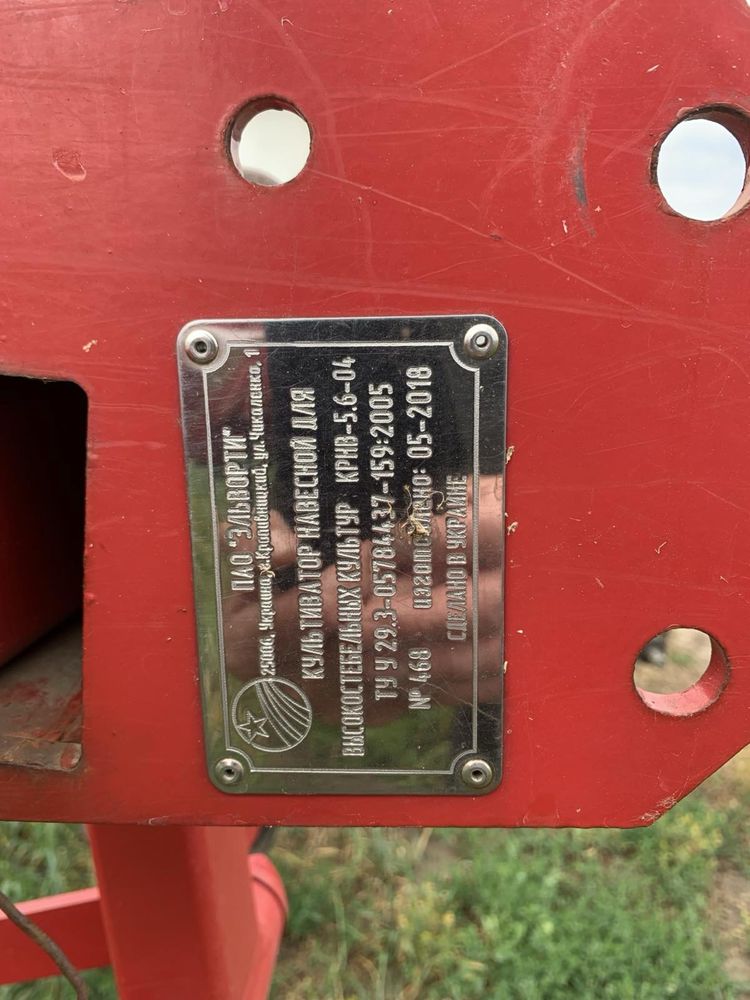 ПАО "ЭЛЬВОРТИ"
25006, Украина, г. Кропивницкий, ул. Чикаленко, 1
КУЛЬТИВАТОР НАВЕСНОЙ ДЛЯ
ВЫСОКОСТЕБЕЛЬНЫХ КУЛЬТУР КРНВ-5.6-04
ТУ У 29.3-05784437-159:2005
№ 468 изготовлено: 05-2018
СДЕЛАНО В УКРАИНЕ